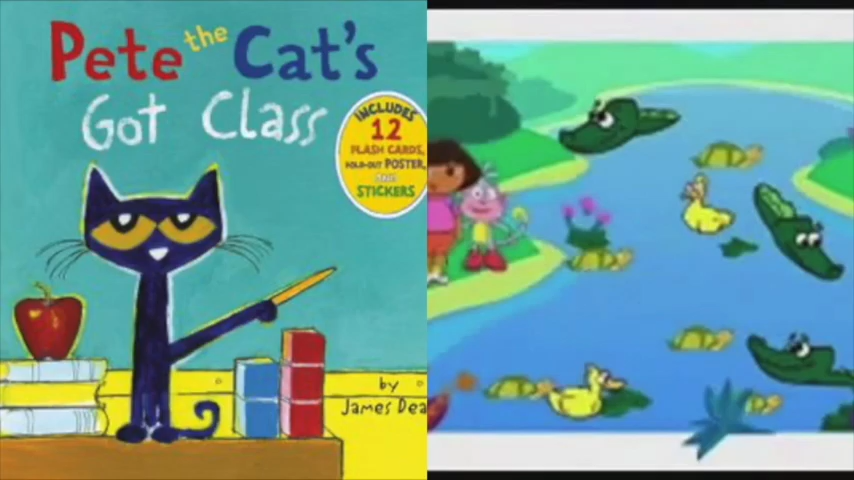 Pete the Cat's
Got Class
INCLUDES
12
FLASH CARDS,
FOLD-OUT POSTER,
AND
STICKERS
by
James Dea